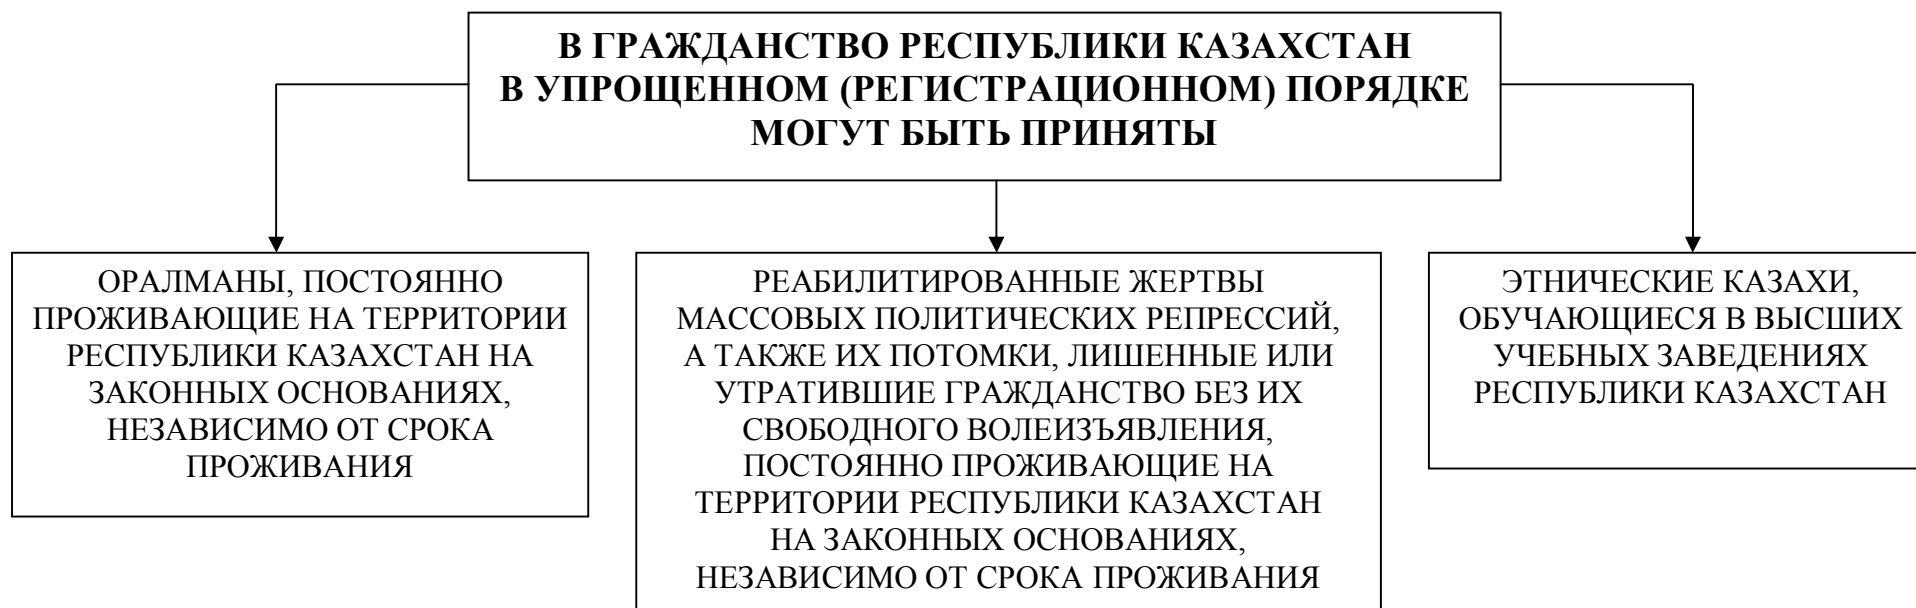 В ГРАЖДАНСТВО РЕСПУБЛИКИ КАЗАХСТАН
В УПРОЩЕННОМ (РЕГИСТРАЦИОННОМ) ПОРЯДКЕ
МОГУТ БЫТЬ ПРИНЯТЫ
ОРАЛМАНЫ, ПОСТОЯННО
ПРОЖИВАЮЩИЕ НА ТЕРРИТОРИИ
РЕСПУБЛИКИ КАЗАХСТАН НА
ЗАКОННЫХ ОСНОВАНИЯХ,
НЕЗАВИСИМО ОТ СРОКА
ПРОЖИВАНИЯ
РЕАБИЛИТИРОВАННЫЕ ЖЕРТВЫ
МАССОВЫХ ПОЛИТИЧЕСКИХ РЕПРЕССИЙ,
А ТАКЖЕ ИХ ПОТОМКИ, ЛИШЕННЫЕ ИЛИ
УТРАТИВШИЕ ГРАЖДАНСТВО БЕЗ ИХ
СВОБОДНОГО ВОЛЕИЗЪЯВЛЕНИЯ,
ПОСТОЯННО ПРОЖИВАЮЩИЕ НА
ТЕРРИТОРИИ РЕСПУБЛИКИ КАЗАХСТАН
НА ЗАКОННЫХ ОСНОВАНИЯХ,
НЕЗАВИСИМО ОТ СРОКА ПРОЖИВАНИЯ
ЭТНИЧЕСКИЕ КАЗАХИ,
ОБУЧАЮЩИЕСЯ В ВЫСШИХ
УЧЕБНЫХ ЗАВЕДЕНИЯХ
РЕСПУБЛИКИ КАЗАХСТАН